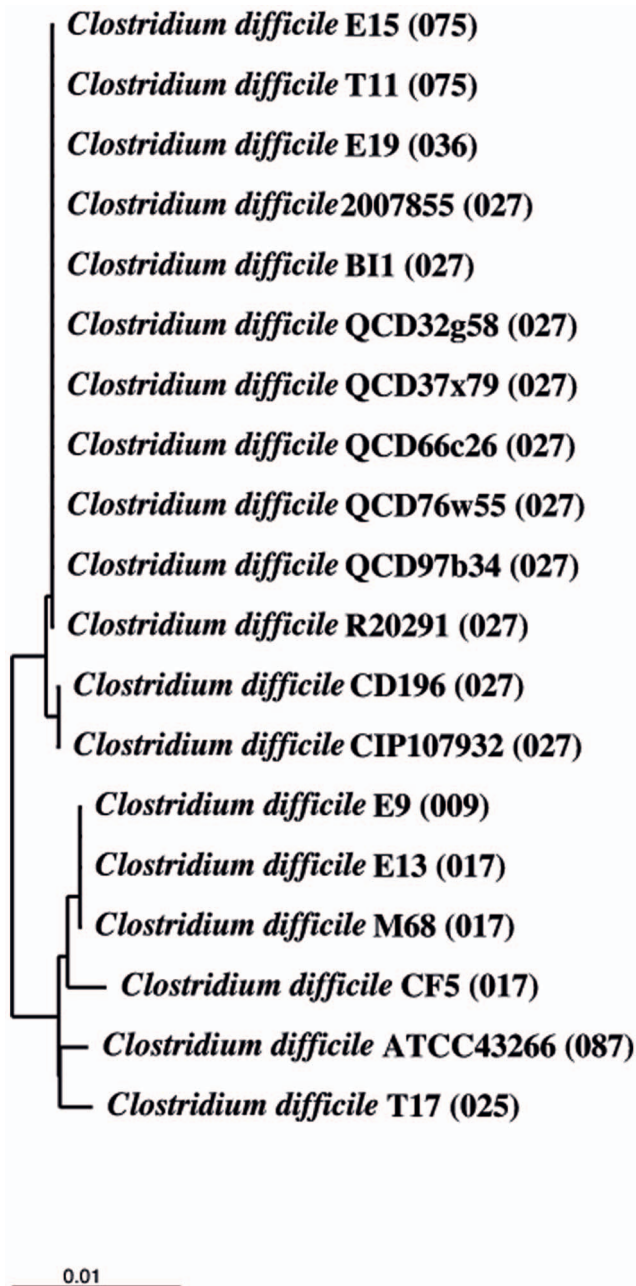 Clostridium difficile E15 (075)
Clostridium difficile T11 (075)
Clostridium difficile E19 (036)
Clostridium difficile 2007855 (027)
Clostridium difficile BI1 (027)
Clostridium difficile QCD32g58 (027)
Clostridium difficile QCD37x79 (027)
Clostridium difficile QCD66c26 (027)
Clostridium difficile QCD76w55 (027)
Clostridium difficile QCD97b34 (027)
Clostridium difficile R20291 (027)
Clostridium difficile CD196 (027)
Clostridium difficile CIP107932 (027)
Clostridium difficile E9 (009)
Clostridium difficile E13 (017)
Clostridium difficile M68 (017)
Clostridium difficile CF5 (017)
Clostridium difficile ATCC43266 (087)
Clostridium difficile T17 (025)
0.01